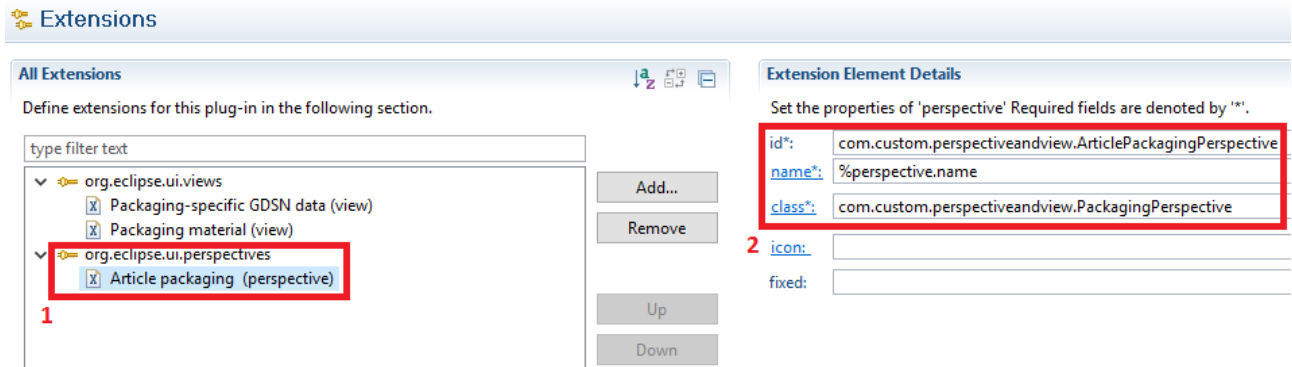 Extensions
All Extensions
Define extensions for this plug-in in the following section.
type filter text
org.eclipse.ui.views
Packaging-specific GDSN data (view)
Packaging material (view)
org.eclipse.ui.perspectives
Article packaging (perspective)
1
Add...
Remove
Up
Down
Extension Element Details
Set the properties of 'perspective' Required fields are denoted by '*'.
id*: com.custom.perspectiveandview.ArticlePackagingPerspective
name*: %perspective.name
class*: com.custom.perspectiveandview.PackagingPerspective
2 icon:
fixed: